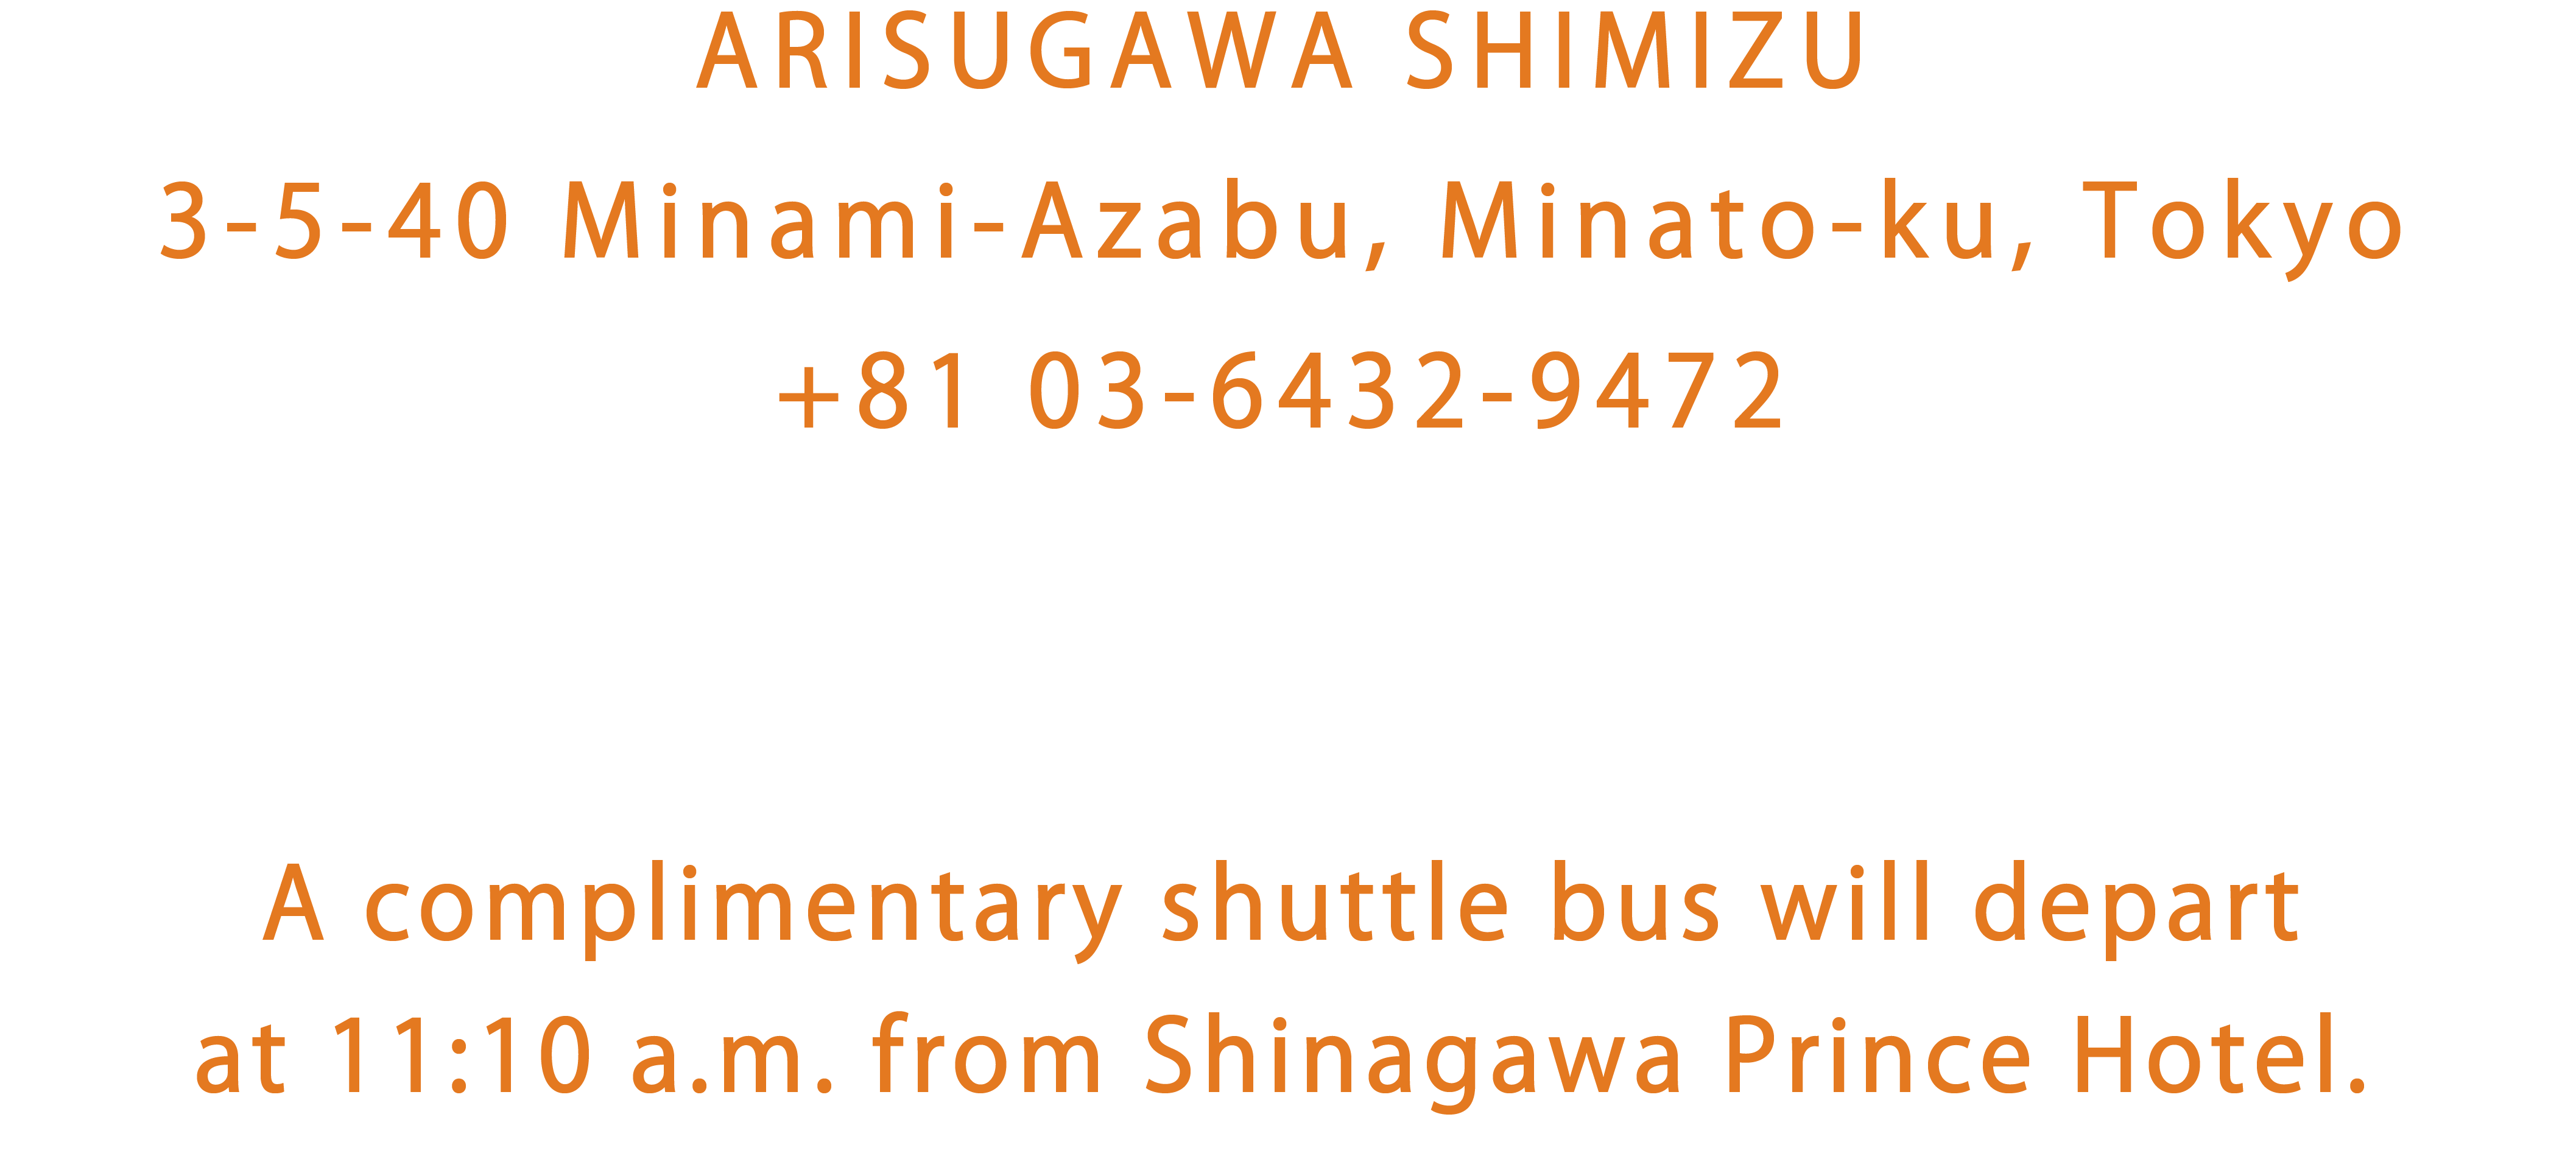 ARISUGAWA SHIMIZU
3-5-40 Minami-Azabu, Minato-ku, Tokyo
+81 03-6432-9472
A complimentary shuttle bus will depart
at 11:10 a.m. from Shinagawa Prince Hotel.